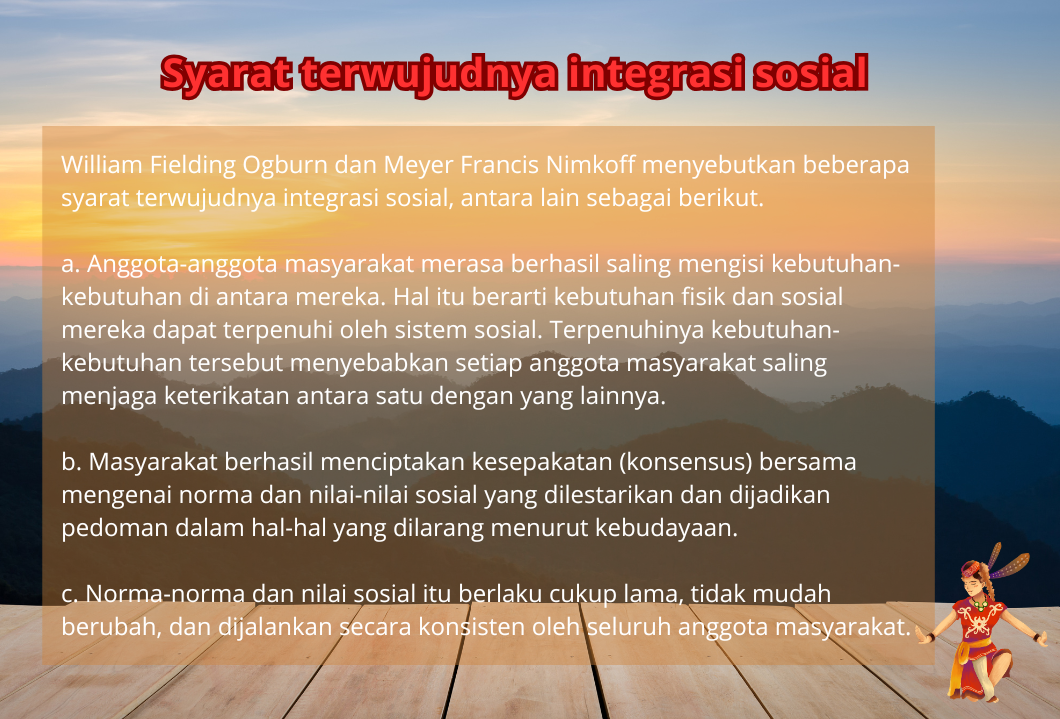 Syarat terwujudnya integrasi sosial
William Fielding Ogburn dan Meyer Francis Nimkoff menyebutkan beberapa
syarat terwujudnya integrasi sosial, antara lain sebagai berikut.
a. Anggota-anggota masyarakat merasa berhasil saling mengisi kebutuhan-
kebutuhan di antara mereka. Hal itu berarti kebutuhan fisik dan sosial
mereka dapat terpenuhi oleh sistem sosial. Terpenuhinya kebutuhan-
kebutuhan tersebut menyebabkan setiap anggota masyarakat saling
menjaga keterikatan antara satu dengan yang lainnya.
b. Masyarakat berhasil menciptakan kesepakatan (konsensus) bersama
mengenai norma dan nilai-nilai sosial yang dilestarikan dan dijadikan
pedoman dalam hal-hal yang dilarang menurut kebudayaan.
c. Norma-norma dan nilai sosial itu berlaku cukup lama, tidak mudah
berubah, dan dijalankan secara konsisten oleh seluruh anggota masyarakat.